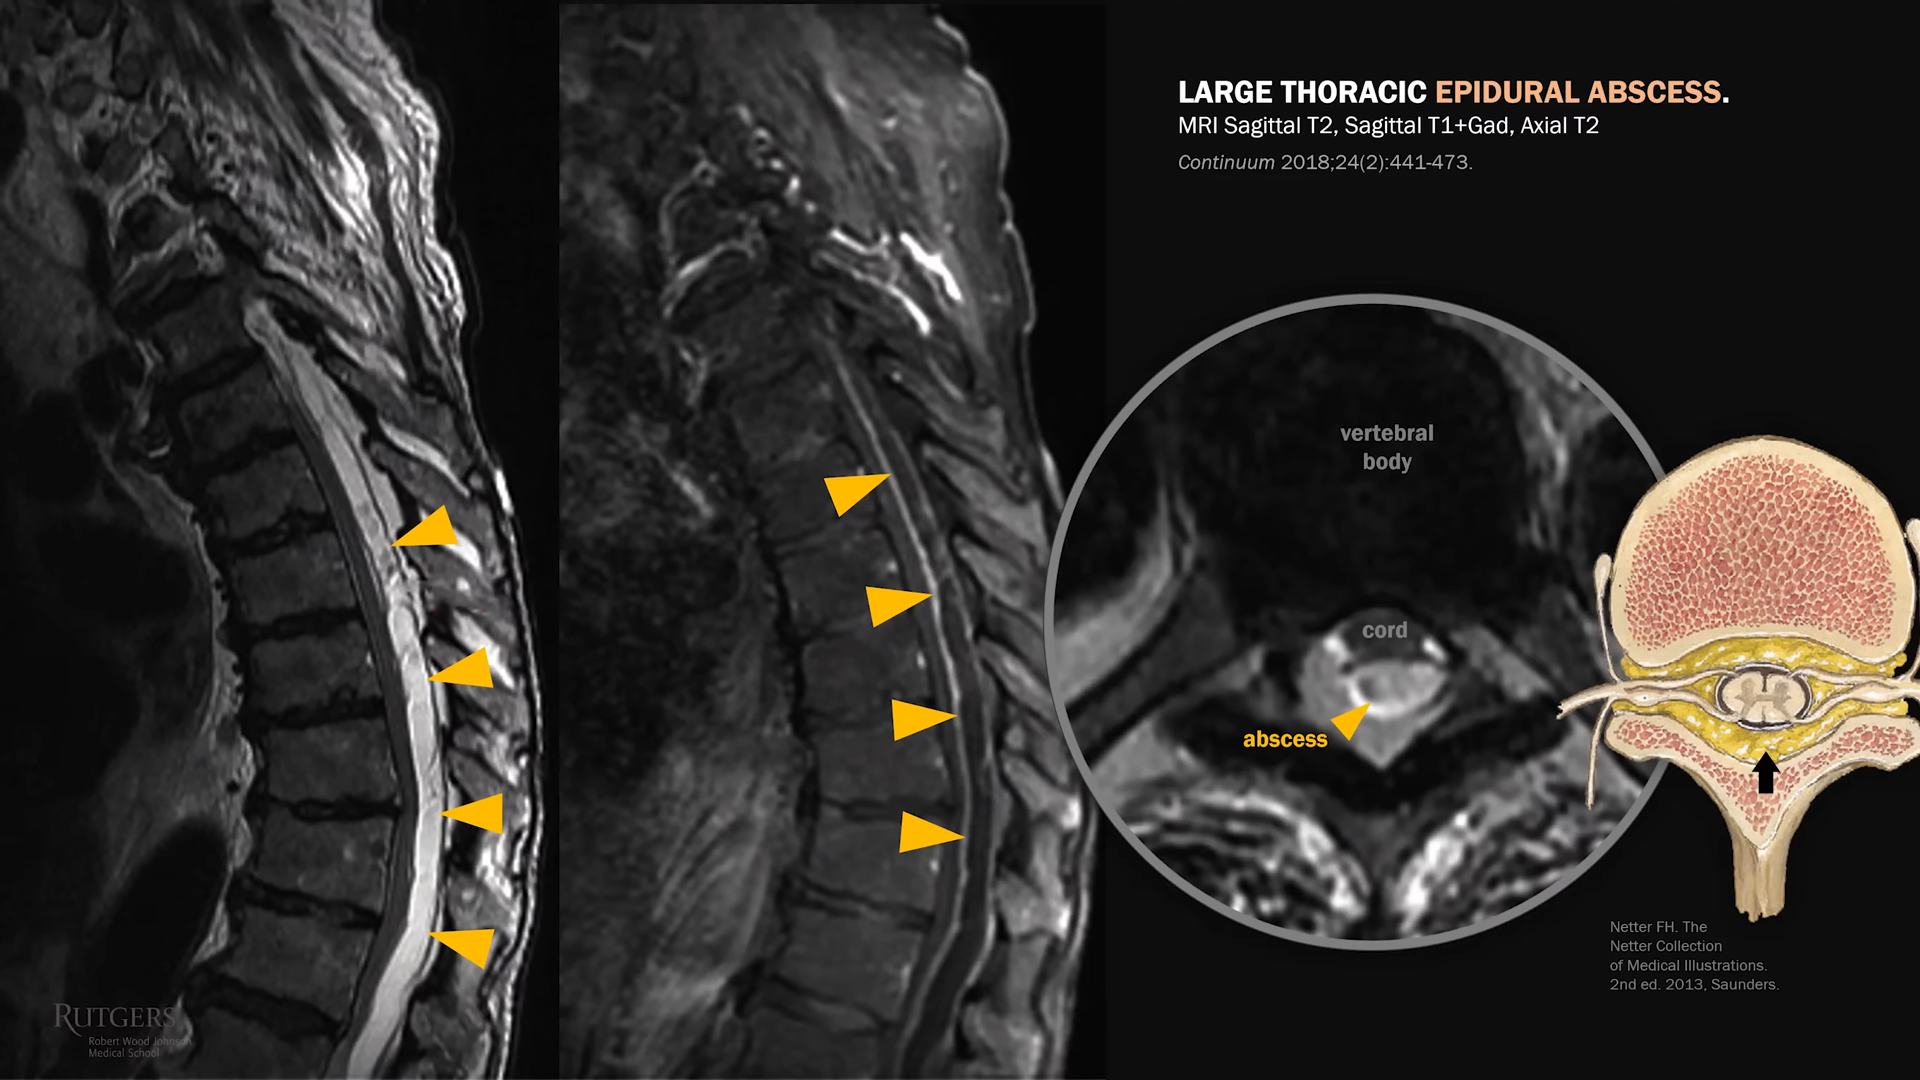 LARGE THORACIC EPIDURAL ABSCESS.
MRI Sagittal T2, Sagittal T1+Gad, Axial T2
Continuum 2018;24(2):441-473.
vertebral
body
cord
abscess
Netter FH. The
Netter Collection
of Medical Illustrations.
2nd ed. 2013, Saunders.
RUTGERS
Robert Wood Johnson
Medical School